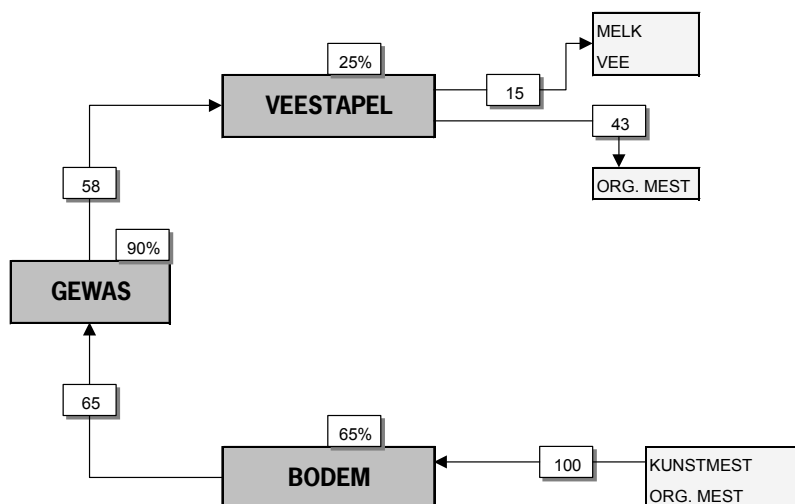 25%
MELK
VEE
VEESTAPEL
15
43
58
ORG. MEST
90%
GEWAS
65
65%
BODEM
100
KUNSTMEST
ORG. MEST